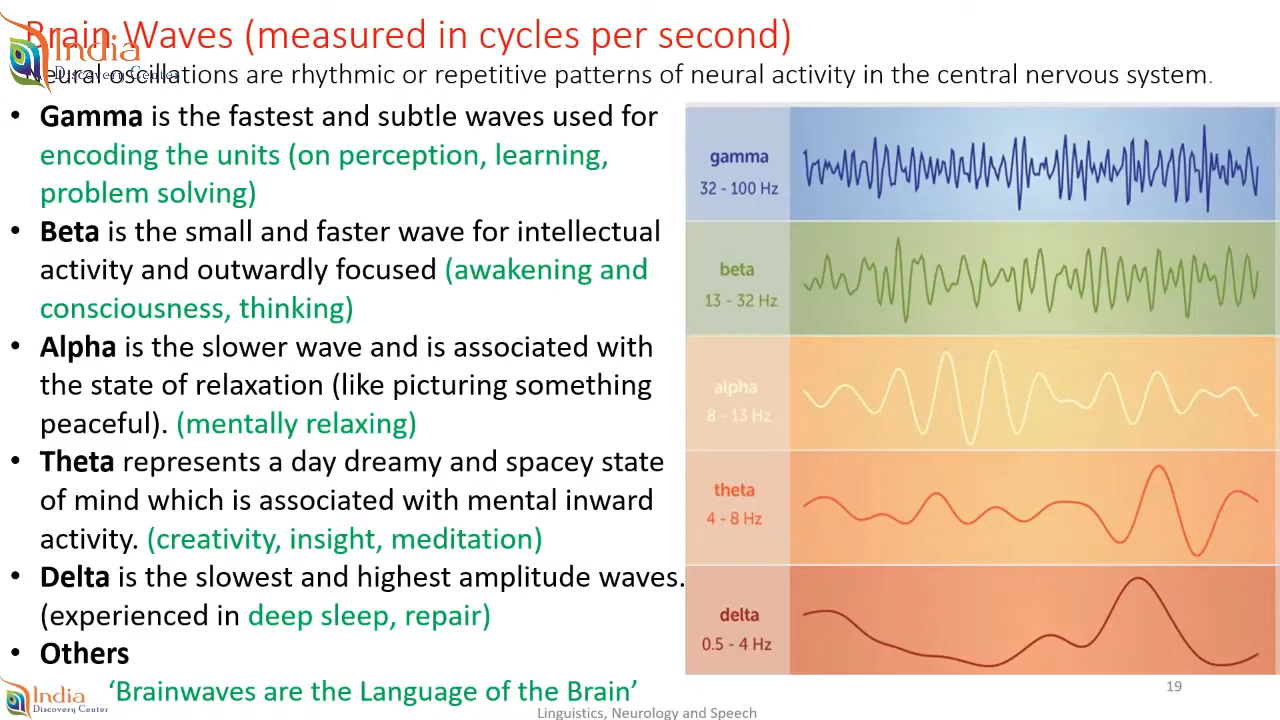 Brain Waves (measured in cycles per second)
India
Discovery Center
Neural oscillations are rhythmic or repetitive patterns of neural activity in the central nervous system.
• Gamma is the fastest and subtle waves used for
encoding the units (on perception, learning,
problem solving)
• Beta is the small and faster wave for intellectual
activity and outwardly focused (awakening and
consciousness, thinking)
• Alpha is the slower wave and is associated with
the state of relaxation (like picturing something
peaceful). (mentally relaxing)
• Theta represents a day dreamy and spacey state
of mind which is associated with mental inward
activity. (creativity, insight, meditation)
• Delta is the slowest and highest amplitude waves.
(experienced in deep sleep, repair)
• Others
‘Brainwaves are the Language of the Brain’
gamma
32 - 100 Hz
beta
13 - 32 Hz
alpha
8 - 13 Hz
theta
4 - 8 Hz
delta
0.5 - 4 Hz
India
Discovery Center
Linguistics, Neurology and Speech
19